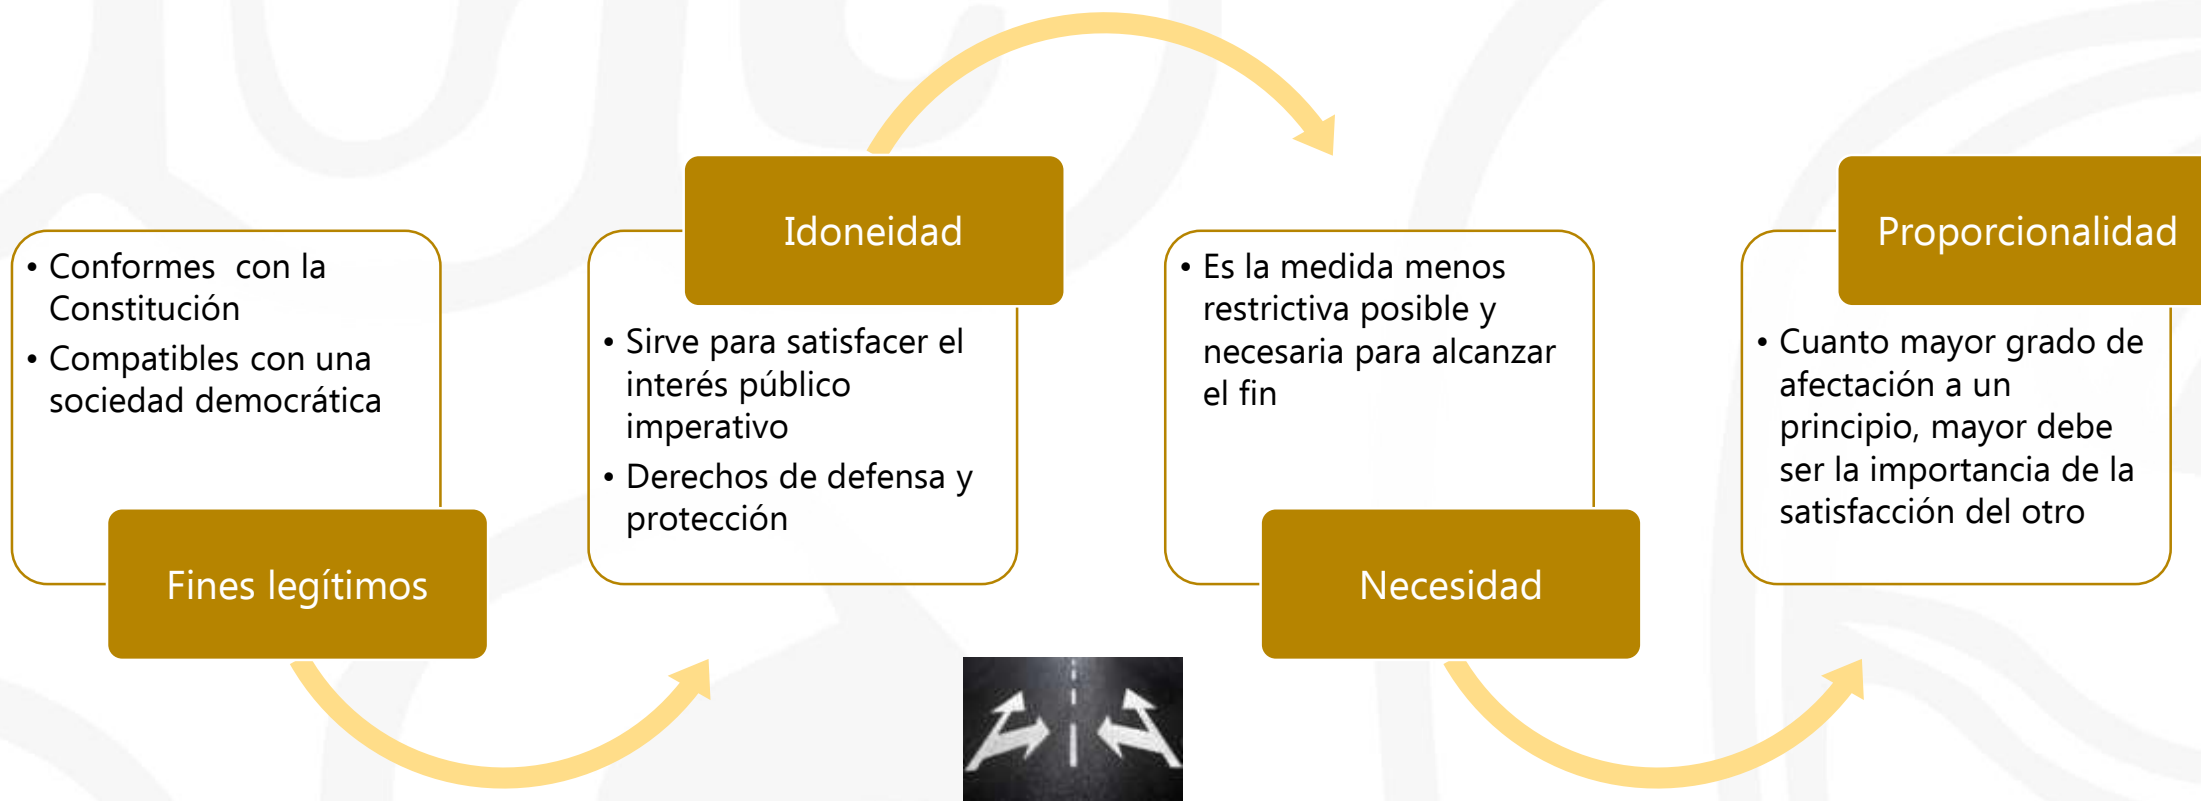 • Conformes  con la
Constitución
• Compatibles con una
sociedad democrática
Fines legítimos
Idoneidad
• Sirve para satisfacer el
interés público
imperativo
• Derechos de defensa y
protección
• Es la medida menos
restrictiva posible y
necesaria para alcanzar
el fin
Necesidad
Proporcionalidad
• Cuanto mayor grado de
afectación a un
principio, mayor debe
ser la importancia de la
satisfacción del otro